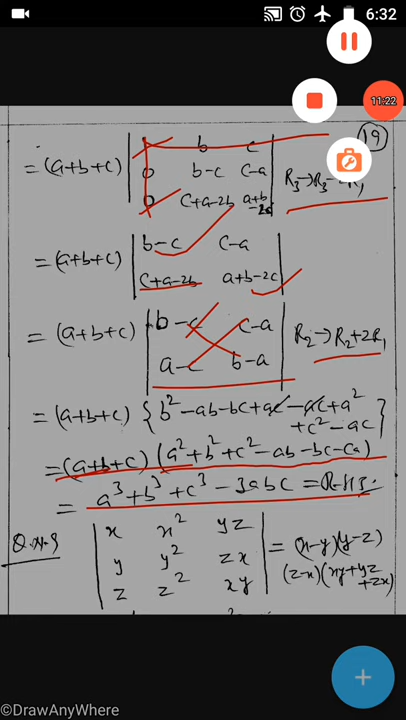 6:32
11:22
19
= (a+b+c) | 1 b c |
| 0 b-c c-a |
| 0 c+a-2b a+b-2c | R3→R3-2R1
= (a+b+c) | b-c c-a |
| c+a-2b a+b-2c |
= (a+b+c) | b-c c-a |
| a-c b-a | R2→R2+2R1
= (a+b+c) { b²-ab-bc+ac-ac+a²
+c²-ac }
= (a+b+c) (a²+b²+c²-ab-bc-ca)
= a³+b³+c³-3abc = R.H.S.
Q.N.9 | x x² yz |
| y y² zx | = (x-y)(y-z)
| z z² xy | (z-x)(xy+yz
+zx)
©DrawAnyWhere